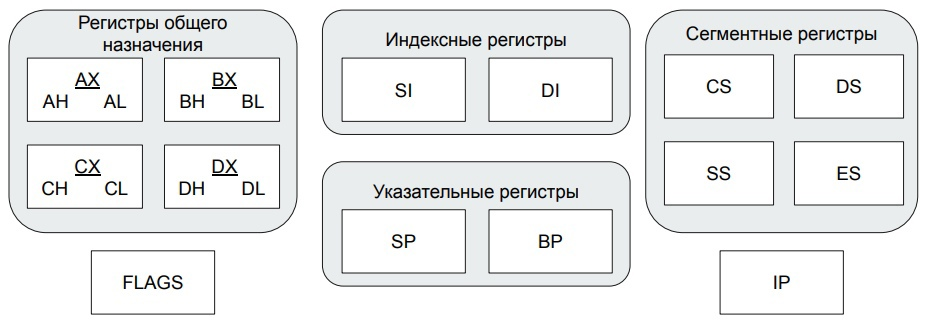 Регистры общего
назначения
AX
AH AL
BX
BH BL
CX
CH CL
DX
DH DL
FLAGS
Индексные регистры
SI
DI
Указательные регистры
SP
BP
Сегментные регистры
CS
DS
SS
ES
IP